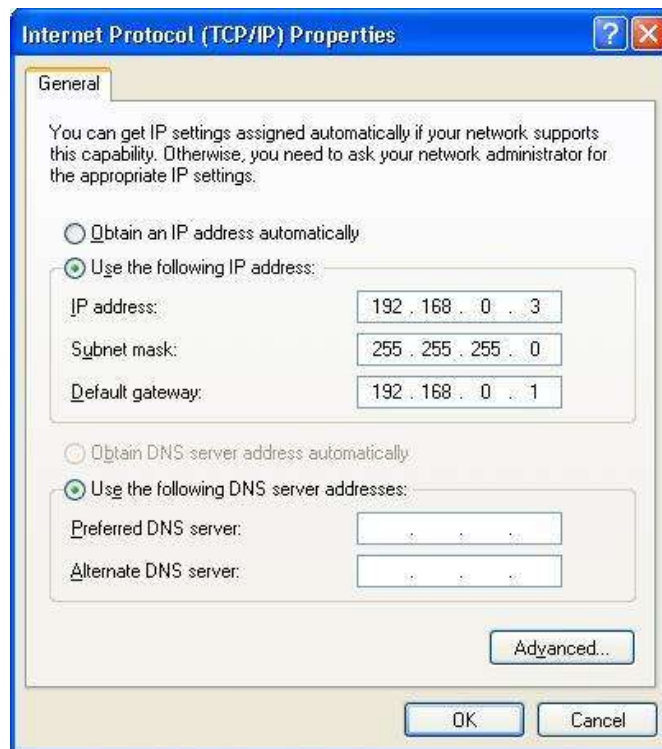 Internet Protocol (TCP/IP) Properties
General
You can get IP settings assigned automatically if your network supports
this capability. Otherwise, you need to ask your network administrator for
the appropriate IP settings.
Obtain an IP address automatically
Use the following IP address:
IP address: 192 . 168 . 0 . 3
Subnet mask: 255 . 255 . 255 . 0
Default gateway: 192 . 168 . 0 . 1
Obtain DNS server address automatically
Use the following DNS server addresses:
Preferred DNS server: . . .
Alternate DNS server: . . .
Advanced...
OK Cancel